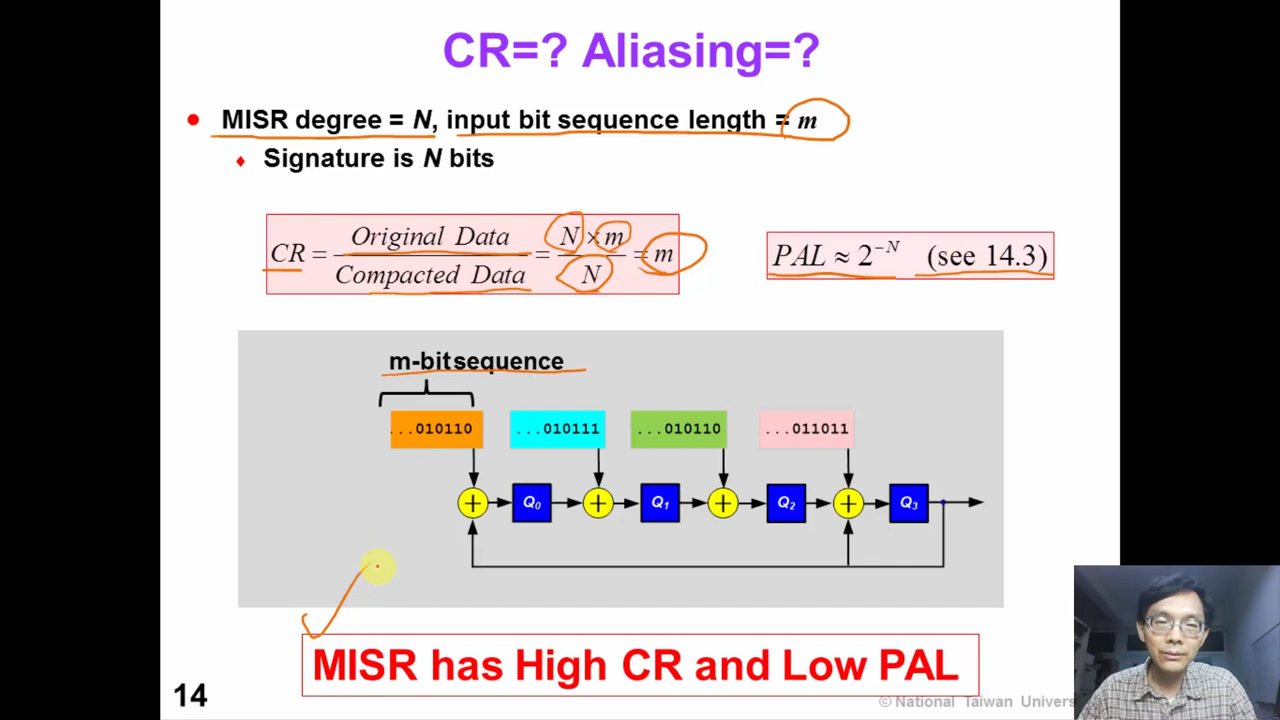 CR=? Aliasing=?
MISR degree = N, input bit sequence length = m
Signature is N bits
CR = Original Data / Compacted Data = N × m / N = m
PAL ≈ 2^-N (see 14.3)
m-bit sequence
...010110 ...010111 ...010110 ...011011
+ Q0 + Q1 + Q2 + Q3
MISR has High CR and Low PAL
14
© National Taiwan